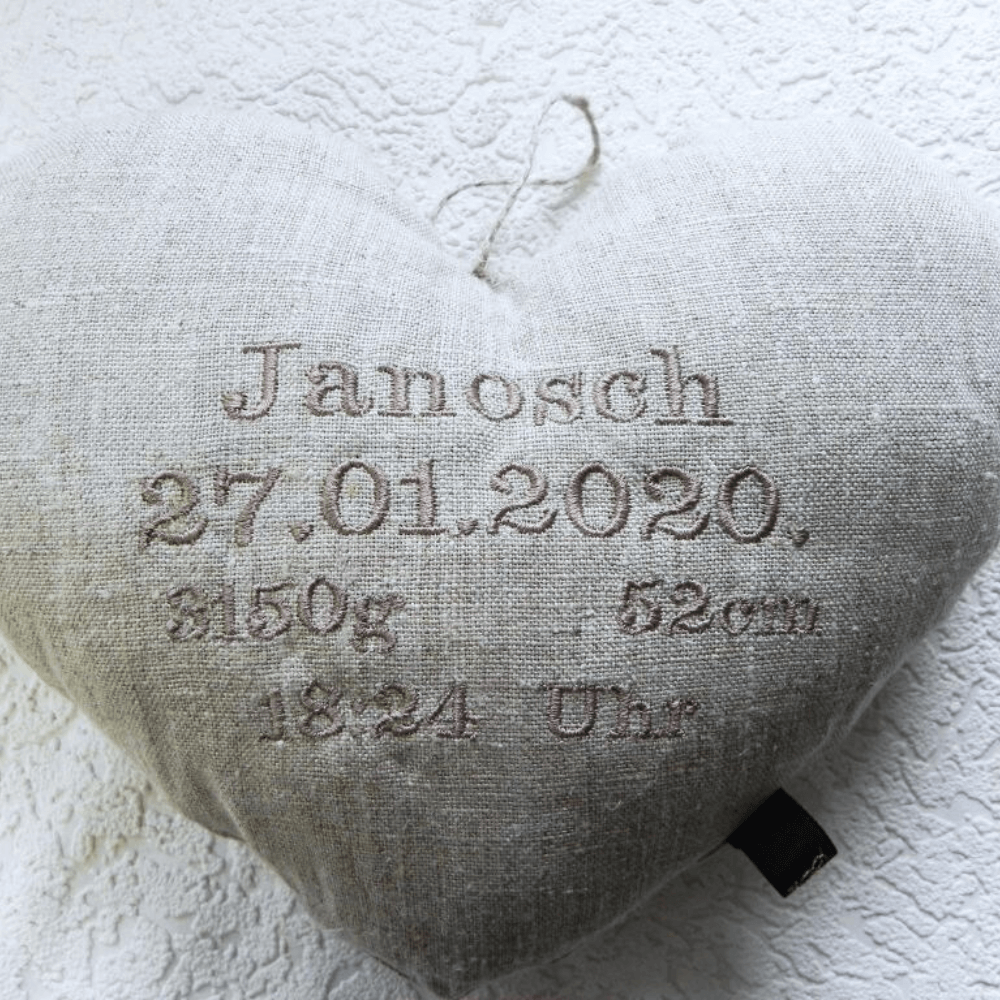 Janosch
27.01.2020.
3150g 52cm
18:24 Uhr